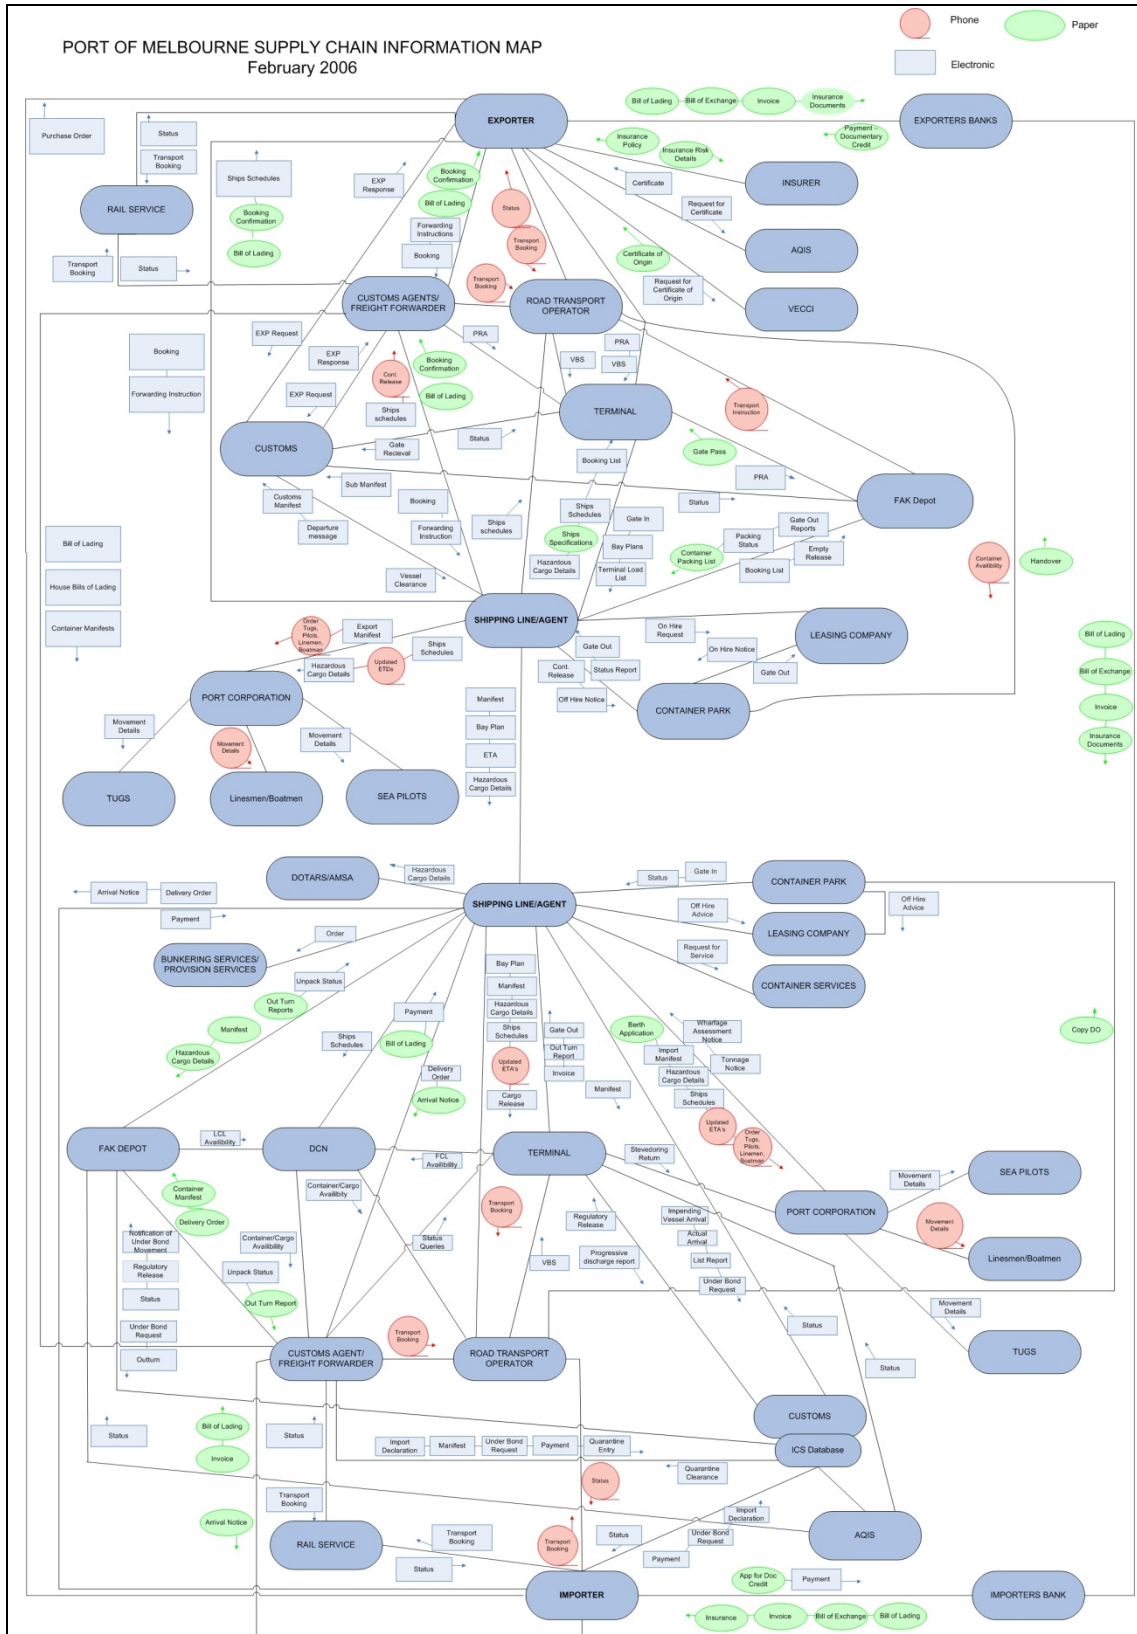 PORT OF MELBOURNE SUPPLY CHAIN INFORMATION MAP
February 2006
Phone
Paper
Electronic
Purchase Order
Status
Transport
Booking
RAIL SERVICE
Transport
Booking
Status
Ships Schedules
Booking
Confirmation
Bill of Lading
EXPORTER
EXP
Response
Booking
Confirmation
Bill of Lading
Forwarding
Instructions
Booking
Status
Transport
Booking
Transport
Booking
Bill of Lading
Bill of Exchange
Invoice
Insurance
Documents
EXPORTERS BANKS
Payment –
Documentary
Credit
Insurance
Policy
Insurance Risk
Details
INSURER
Certificate
Request for
Certificate
AQIS
Certificate of
Origin
Request for
Certificate of
Origin
VECCI
CUSTOMS AGENTS/
FREIGHT FORWARDER
ROAD TRANSPORT
OPERATOR
Booking
Forwarding Instruction
EXP Request
EXP
Response
EXP Request
Cont.
Release
Ships
schedules
Booking
Confirmation
Bill of Lading
PRA
VBS
PRA
VBS
Transport
Instruction
TERMINAL
CUSTOMS
Gate
Recieval
Status
Booking List
Gate Pass
PRA
Status
FAK Depot
Sub Manifest
Customs
Manifest
Departure
message
Booking
Forwarding
Instruction
Ships
schedules
Vessel
Clearance
Ships
Schedules
Ships
Specifications
Hazardous
Cargo Details
Gate In
Bay Plans
Terminal Load
List
Container
Packing List
Packing
Status
Booking List
Gate Out
Reports
Empty
Release
Container
Availibility
Handover
Bill of Lading
House Bills of Lading
Container Manifests
SHIPPING LINE/AGENT
Order
Tugs,
Pilots,
Linemen,
Boatman
Export
Manifest
Ships
Schedules
Hazardous
Cargo Details
Updated
ETDs
Gate Out
Status Report
Cont.
Release
Off Hire Notice
On Hire
Request
On Hire Notice
Gate Out
LEASING COMPANY
CONTAINER PARK
PORT CORPORATION
Movement
Details
Movement
Details
Movement
Details
TUGS
Linesmen/Boatmen
SEA PILOTS
Manifest
Bay Plan
ETA
Hazardous
Cargo Details
Bill of Lading
Bill of Exchange
Invoice
Insurance
Documents
DOTARS/AMSA
Hazardous
Cargo Details
Arrival Notice
Delivery Order
Payment
SHIPPING LINE/AGENT
Status
Gate In
CONTAINER PARK
Off Hire
Advice
Off Hire
Advice
LEASING COMPANY
Request for
Service
CONTAINER SERVICES
Order
BUNKERING SERVICES/
PROVISION SERVICES
Unpack Status
Out Turn
Reports
Manifest
Hazardous
Cargo Details
Ships
Schedules
Payment
Bill of Lading
Delivery
Order
Arrival Notice
Bay Plan
Manifest
Hazardous
Cargo Details
Ships
Schedules
Updated
ETA's
Cargo
Release
Gate Out
Out Turn
Report
Invoice
Manifest
Berth
Application
Import
Manifest
Hazardous
Cargo Details
Ships
Schedules
Updated
ETA's
Order
Tugs,
Pilots,
Linemen,
Boatman
Wharfage
Assessment
Notice
Tonnage
Notice
Copy DO
FAK DEPOT
LCL
Availibility
DCN
FCL
Availibility
TERMINAL
Stevedoring
Return
Container
Manifest
Delivery Order
Container/Cargo
Availibity
Transport
Booking
Regulatory
Release
Impending
Vessel Arrival
Actual
Arrival
List Report
Under Bond
Request
PORT CORPORATION
Movement
Details
SEA PILOTS
Movement
Details
Linesmen/Boatmen
Movement
Details
TUGS
Notification of
Under Bond
Movement
Regulatory
Release
Status
Under Bond
Request
Outturn
Container/Cargo
Availibility
Unpack Status
Out Turn Report
Status
Queries
VBS
Progressive
discharge report
Status
Status
CUSTOMS AGENT/
FREIGHT FORWARDER
Transport
Booking
ROAD TRANSPORT
OPERATOR
CUSTOMS
ICS Database
Status
Bill of Lading
Invoice
Status
Import
Declaration
Manifest
Under Bond
Request
Payment
Quarantine
Entry
Quarantine
Clearance
Status
Arrival Notice
Transport
Booking
RAIL SERVICE
Transport
Booking
Status
Transport
Booking
Status
Import
Declaration
Under Bond
Request
Payment
AQIS
IMPORTER
App for Doc
Credit
Payment
IMPORTERS BANK
Insurance
Invoice
Bill of Exchange
Bill of Lading